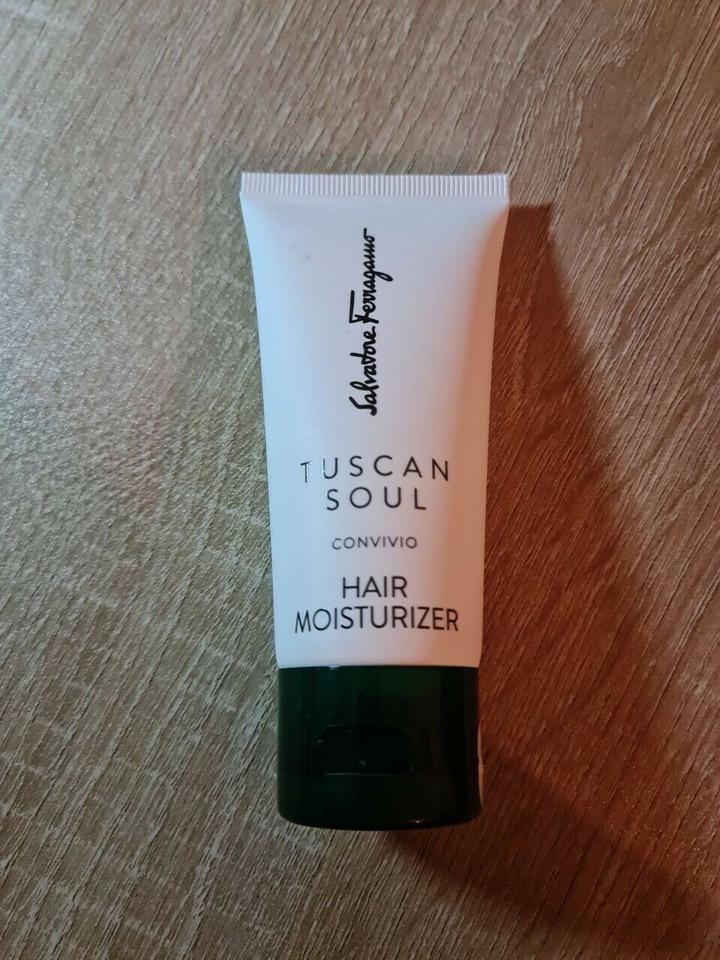 Salvatore Ferragamo
TUSCAN
SOUL
CONVIVIO
HAIR
MOISTURIZER